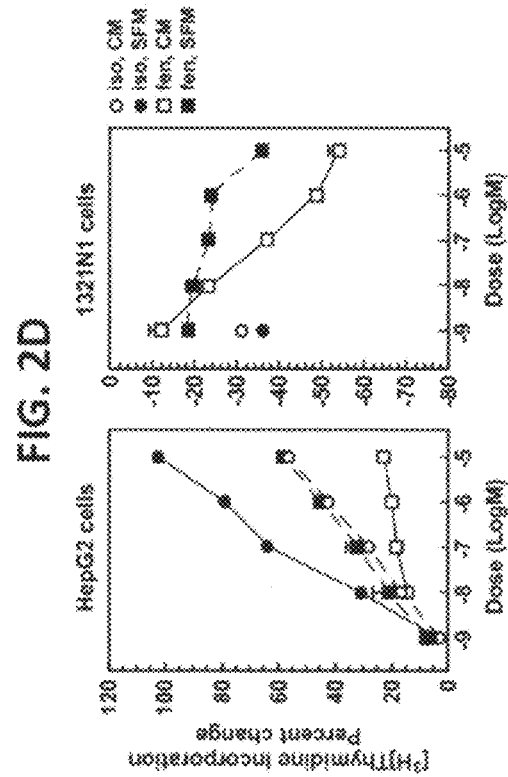 FIG. 2D
HepG2 cells
[³H]Thymidine incorporation
Percent change
120
100
80
60
40
20
0
-9
-8
-7
-6
-5
Dose (LogM)
1321N1 cells
0
-10
-20
-30
-40
-50
-60
-70
-80
-9
-8
-7
-6
-5
Dose (LogM)
iso, CM
iso, SFM
fen, CM
fen, SFM